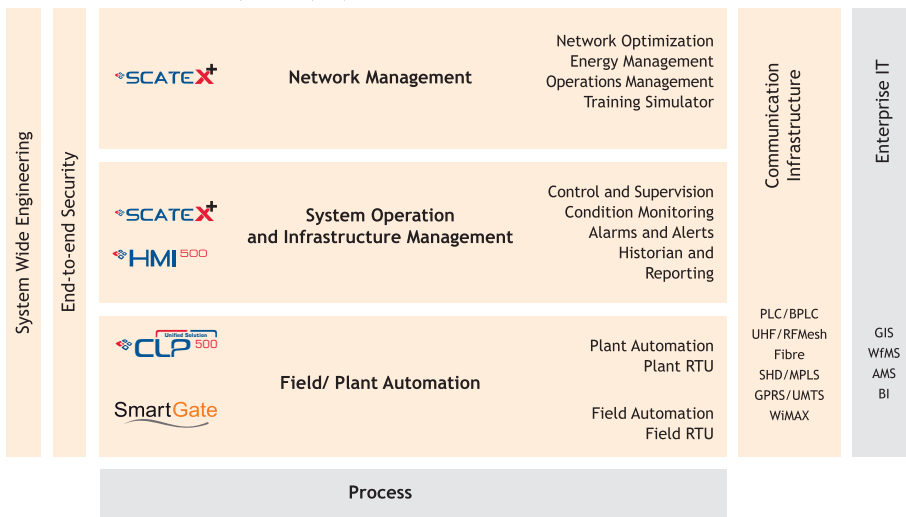 System Wide Engineering
End-to-end Security
SCATEX+
Network Management
Network Optimization
Energy Management
Operations Management
Training Simulator
SCATEX+
HMI 500
System Operation
and Infrastructure Management
Control and Supervision
Condition Monitoring
Alarms and Alerts
Historian and
Reporting
Unified Solution
CLP 500
SmartGate
Field/ Plant Automation
Plant Automation
Plant RTU
Field Automation
Field RTU
Process
Communication
Infrastructure
PLC/BPLC
UHF/RFMesh
Fibre
SHD/MPLS
GPRS/UMTS
WiMAX
Enterprise IT
GIS
WfMS
AMS
BI